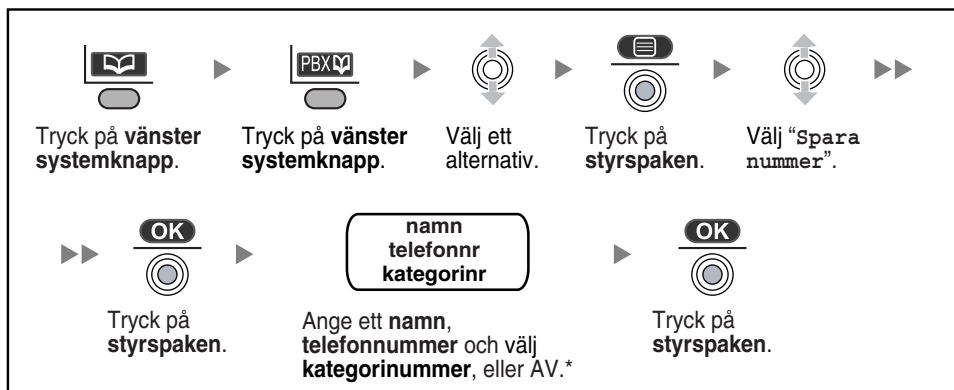 PBX
Tryck på vänster
systemknapp.
Tryck på vänster
systemknapp.
Välj ett
alternativ.
Tryck på
styrspaken.
Välj “Spara
nummer”.
OK
Tryck på
styrspaken.
namn
telefonnr
kategorinr
Ange ett namn,
telefonnummer och välj
kategorinummer, eller AV.*
OK
Tryck på
styrspaken.